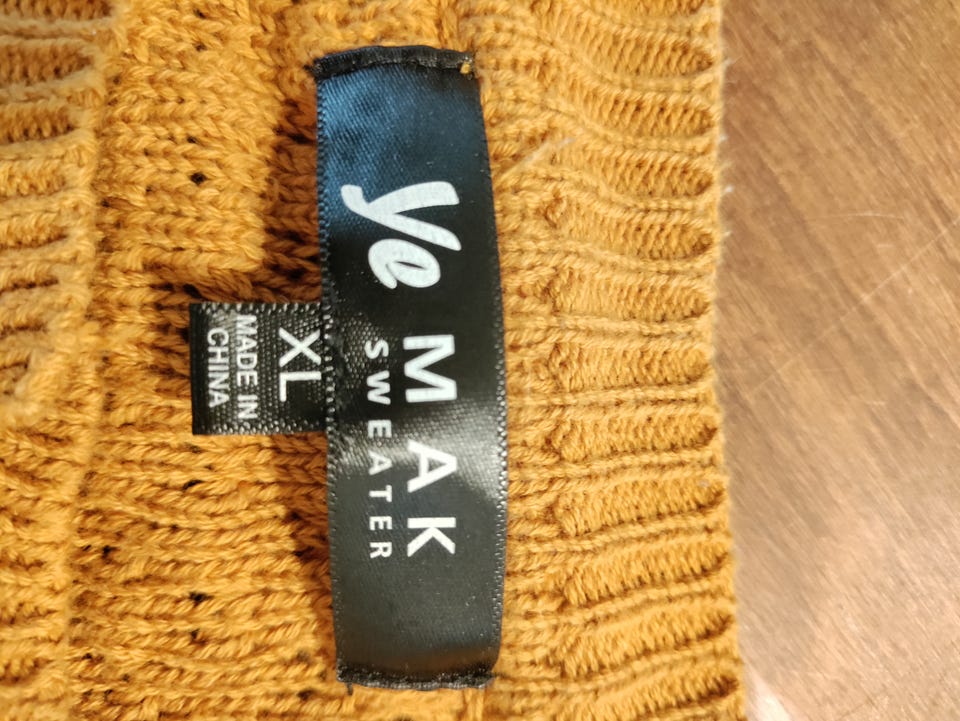 Ye MAK
SWEATER
XL
MADE IN
CHINA